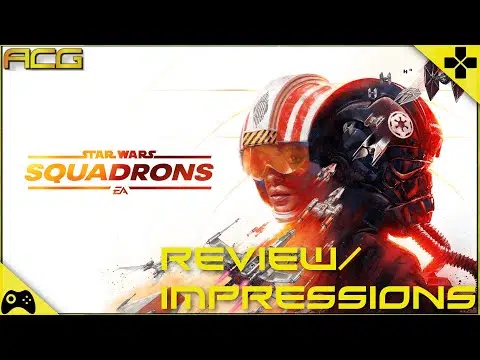 ACG
STAR WARS
SQUADRONS
EA
REVIEW/
IMPRESSIONS